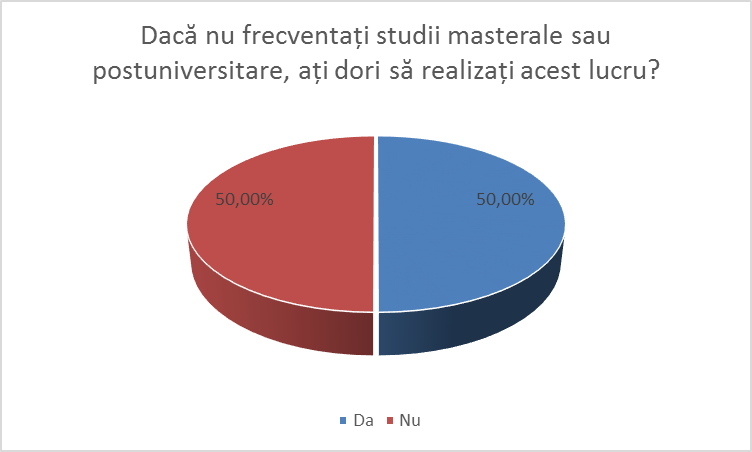 Dacă nu frecventați studii masterale sau
postuniversitare, ați dori să realizați acest lucru?
50,00% 50,00%
Da Nu